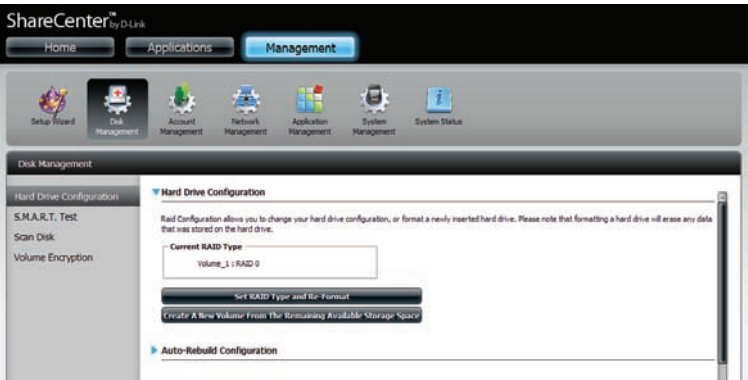 ShareCenter™ by D-Link
Home Applications Management
Setup Wizard Disk Management Account Management Network Management Application Management System Management System Status
Disk Management
Hard Drive Configuration
S.M.A.R.T. Test
Scan Disk
Volume Encryption
Hard Drive Configuration
Raid Configuration allows you to change your hard drive configuration, or format a newly inserted hard drive. Please note that formatting a hard drive will erase any data
that was stored on the hard drive.
Current RAID Type
Volume_1 : RAID 0
Set RAID Type and Re-Format
Create A New Volume From The Remaining Available Storage Space
Auto-Rebuild Configuration